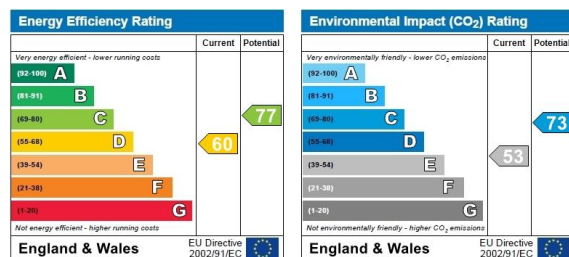 Energy Efficiency Rating
Current Potential
Very energy efficient - lower running costs
(92-100) A
(81-91) B
(69-80) C
(55-68) D
(39-54) E
(21-38) F
(1-20) G
60
77
Not energy efficient - higher running costs
England & Wales
EU Directive
2002/91/EC
Environmental Impact (CO2) Rating
Current Potential
Very environmentally friendly - lower CO2 emissions
(92-100) A
(81-91) B
(69-80) C
(55-68) D
(39-54) E
(21-38) F
(1-20) G
53
73
Not environmentally friendly - higher CO2 emissions
England & Wales
EU Directive
2002/91/EC